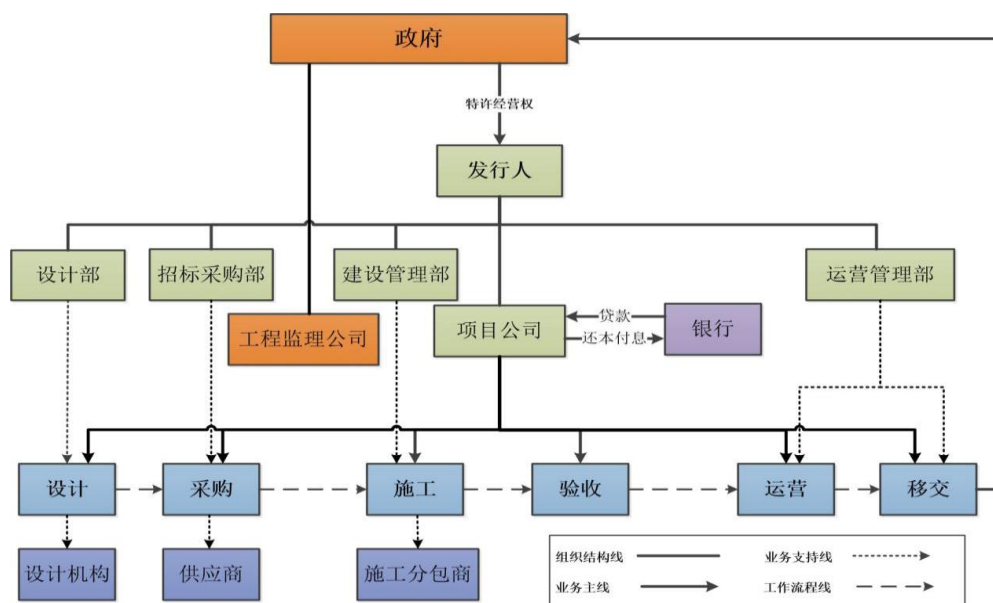 政府
特许经营权
发行人
设计部
招标采购部
建设管理部
运营管理部
工程监理公司
项目公司
贷款
还本付息
银行
设计
采购
施工
验收
运营
移交
设计机构
供应商
施工分包商
组织结构线
业务支持线
业务主线
工作流程线